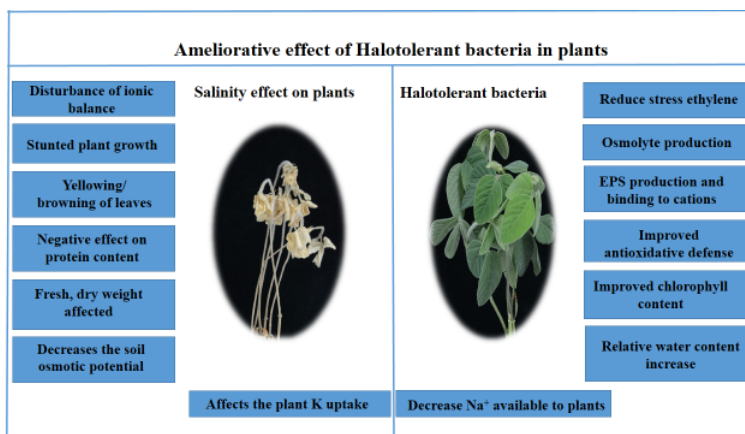 Ameliorative effect of Halotolerant bacteria in plants
Salinity effect on plants
Disturbance of ionic
balance
Stunted plant growth
Yellowing/
browning of leaves
Negative effect on
protein content
Fresh, dry weight
affected
Decreases the soil
osmotic potential
Affects the plant K uptake
Halotolerant bacteria
Reduce stress ethylene
Osmolyte production
EPS production and
binding to cations
Improved
antioxidative defense
Improved chlorophyll
content
Relative water content
increase
Decrease Na⁺ available to plants